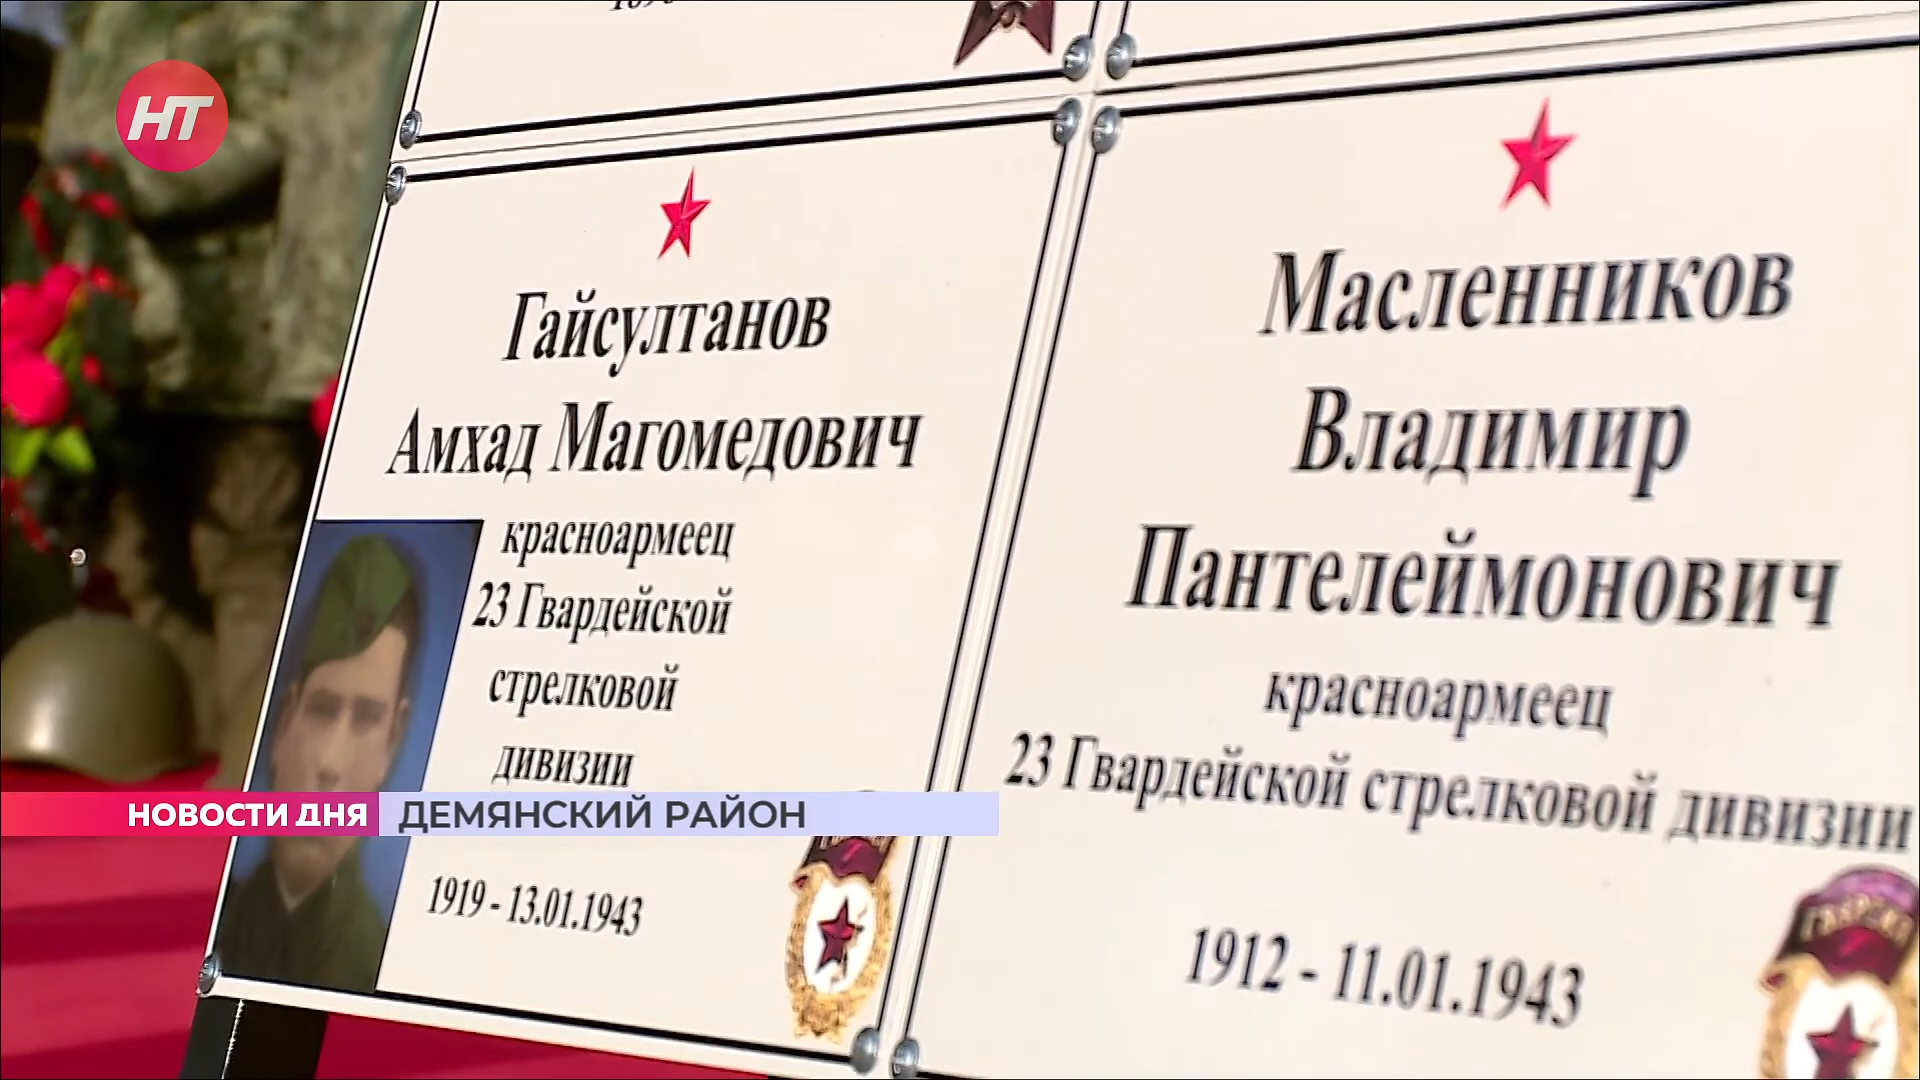 НТ
Гайсултанов
Амхад Магомедович
красноармеец
23 Гвардейской
стрелковой
дивизии
1919 - 13.01.1943
Масленников
Владимир
Пантелеймонович
красноармеец
23 Гвардейской стрелковой дивизии
1912 - 11.01.1943
ГВАРДИЯ
НОВОСТИ ДНЯ
ДЕМЯНСКИЙ РАЙОН